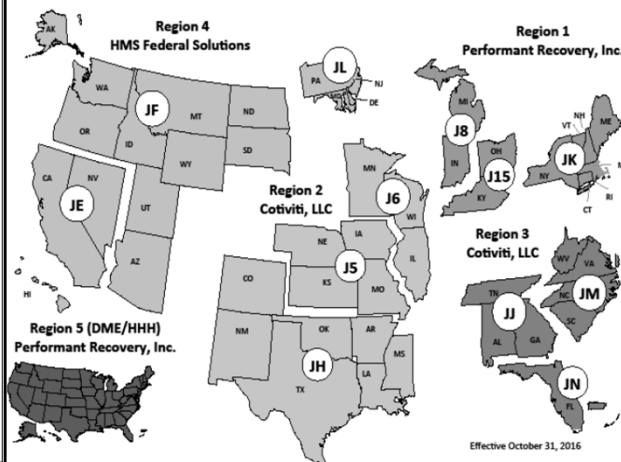 AK
Region 4
HMS Federal Solutions
WA
OR
JF
ID
MT
WY
ND
SD
CA
NV
JE
UT
AZ
HI
JL
PA
NJ
DE
Region 1
Performant Recovery, Inc.
MI
J8
IN
OH
J15
KY
NH
VT
ME
JK
NY
RI
CT
Region 2
Cotiviti, LLC
MN
J6
WI
IA
NE
J5
IL
KS
MO
CO
NM
OK
AR
JH
MS
LA
TX
Region 3
Cotiviti, LLC
WV
VA
TN
NC
JM
JJ
SC
AL
GA
JN
FL
Region 5 (DME/HHH)
Performant Recovery, Inc.
Effective October 31, 2016